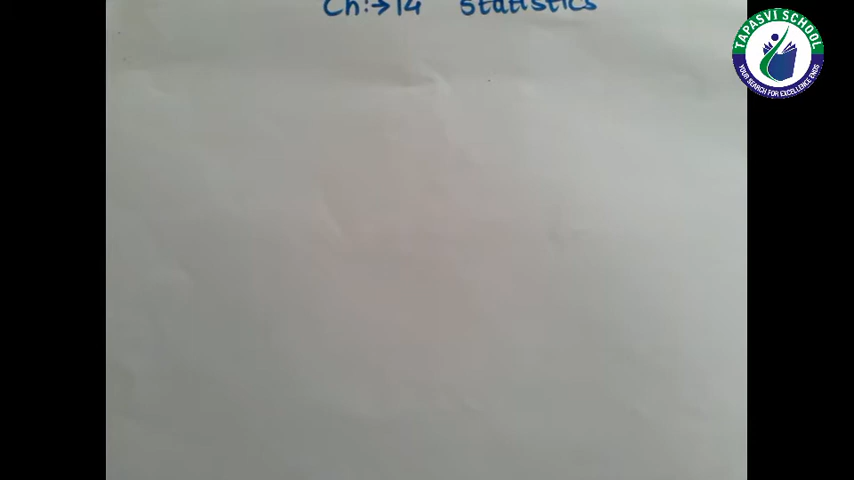 Ch:→14 Statistics
TAPASVI SCHOOL
YOUR SEARCH FOR EXCELLENCE ENDS